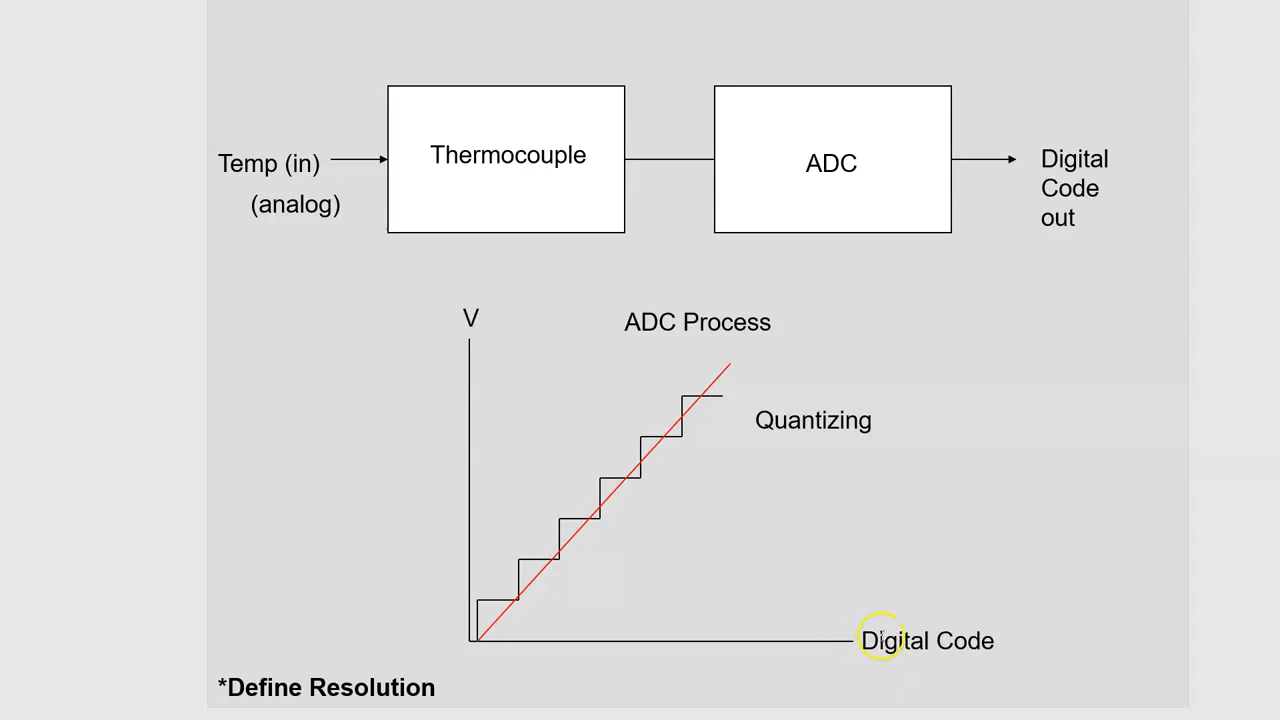 Temp (in)
(analog)
Thermocouple
ADC
Digital
Code
out
V
ADC Process
Quantizing
Digital Code
*Define Resolution